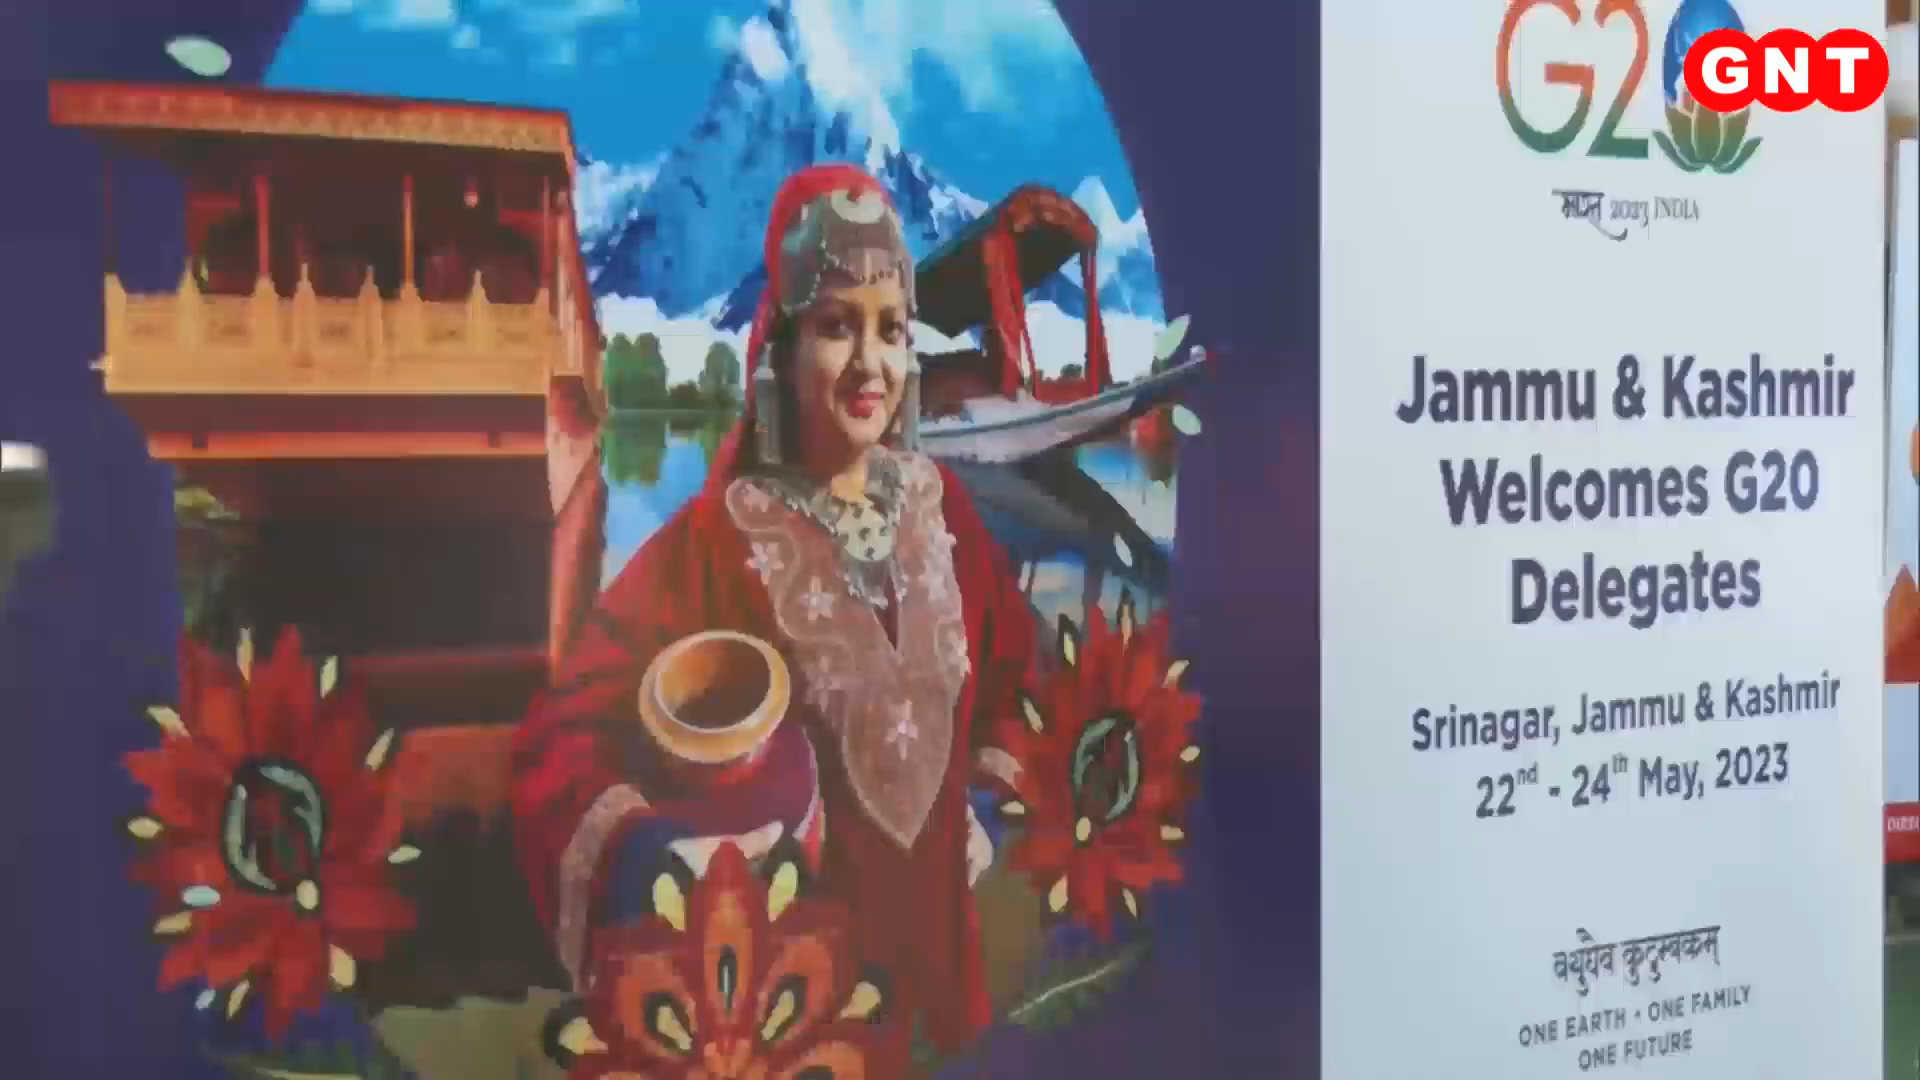 G20
GNT
भारत 2023 INDIA
Jammu & Kashmir
Welcomes G20
Delegates
Srinagar, Jammu & Kashmir
22nd - 24th May, 2023
वसुधैव कुटुम्बकम्
ONE EARTH • ONE FAMILY
ONE FUTURE